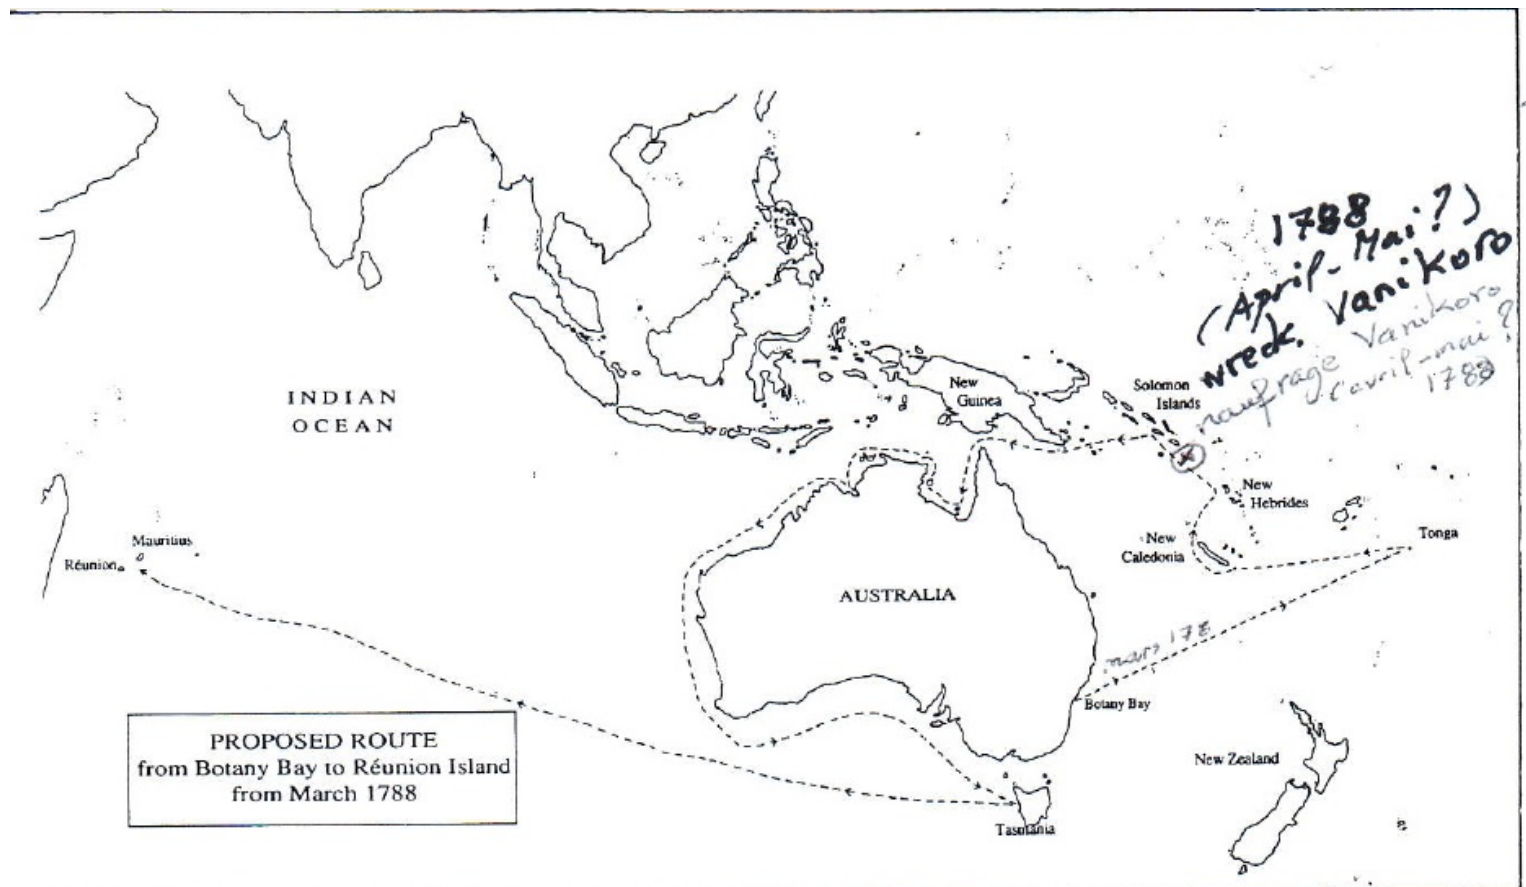 1788
(April-Mai?)
wreck. Vanikoro
naufrage Vanikoro
(avril-mai?
1788
Solomon
Islands
New
Guinea
INDIAN
OCEAN
New
Hebrides
Mauritius
Réunion
New
Caledonia
Tonga
AUSTRALIA
mars 178
Botany Bay
PROPOSED ROUTE
from Botany Bay to Réunion Island
from March 1788
New Zealand
Tasmania